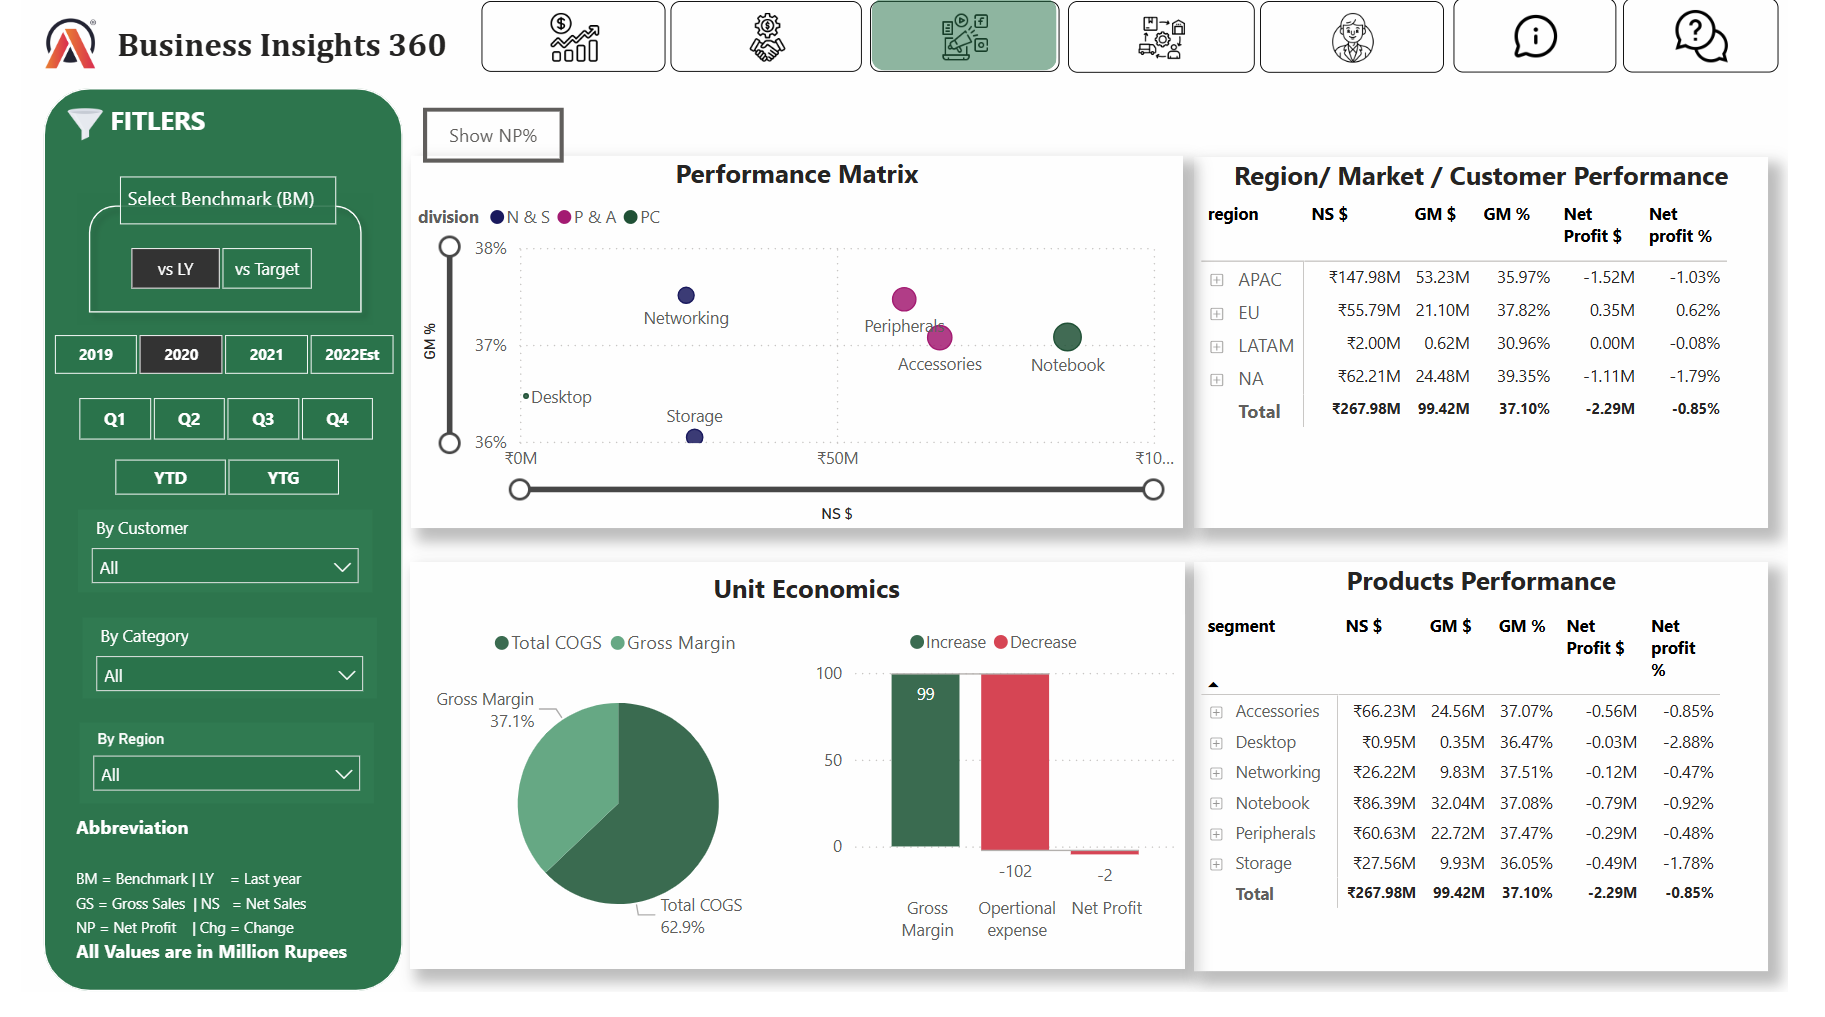 Business Insights 360
FITLERS
Select Benchmark (BM)
vs LY
vs Target
2019
2020
2021
2022Est
Q1
Q2
Q3
Q4
YTD
YTG
By Customer
All
By Category
All
By Region
All
Abbreviation
BM = Benchmark | LY = Last year
GS = Gross Sales | NS = Net Sales
NP = Net Profit | Chg = Change
All Values are in Million Rupees
Show NP%
Performance Matrix
division N & S P & A PC
GM %
38%
37%
36%
Networking
Peripherals
Accessories
Notebook
Desktop
Storage
₹0M
₹50M
₹10...
NS $
Region/ Market / Customer Performance
region NS $ GM $ GM % Net Profit $ Net profit %
APAC ₹147.98M 53.23M 35.97% -1.52M -1.03%
EU ₹55.79M 21.10M 37.82% 0.35M 0.62%
LATAM ₹2.00M 0.62M 30.96% 0.00M -0.08%
NA ₹62.21M 24.48M 39.35% -1.11M -1.79%
Total ₹267.98M 99.42M 37.10% -2.29M -0.85%
Unit Economics
Total COGS Gross Margin
Gross Margin
37.1%
Total COGS
62.9%
Increase Decrease
100
50
0
99
-102
-2
Gross Margin
Opertional expense
Net Profit
Products Performance
segment NS $ GM $ GM % Net Profit $ Net profit %
Accessories ₹66.23M 24.56M 37.07% -0.56M -0.85%
Desktop ₹0.95M 0.35M 36.47% -0.03M -2.88%
Networking ₹26.22M 9.83M 37.51% -0.12M -0.47%
Notebook ₹86.39M 32.04M 37.08% -0.79M -0.92%
Peripherals ₹60.63M 22.72M 37.47% -0.29M -0.48%
Storage ₹27.56M 9.93M 36.05% -0.49M -1.78%
Total ₹267.98M 99.42M 37.10% -2.29M -0.85%